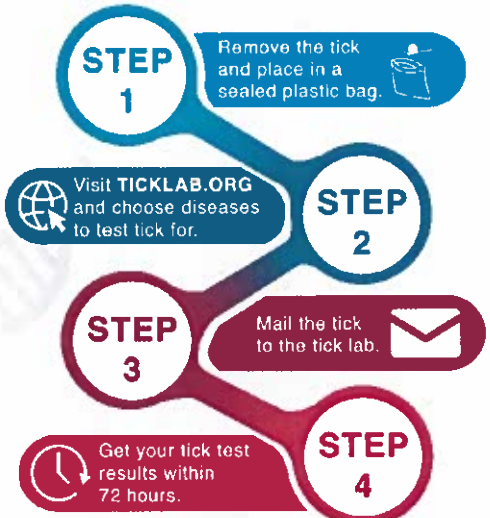 STEP
1
Remove the tick
and place in a
sealed plastic bag.
Visit TICKLAB.ORG
and choose diseases
to test tick for.
STEP
2
STEP
3
Mail the tick
to the tick lab.
Get your tick test
results within
72 hours.
STEP
4